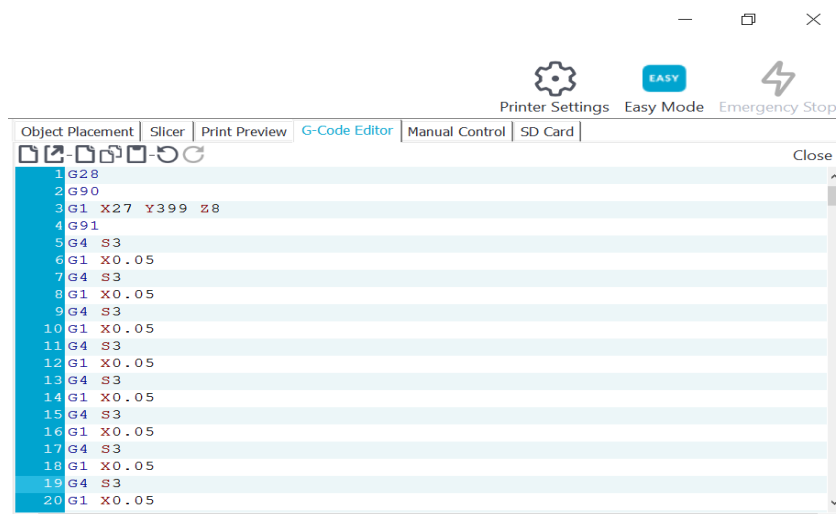 EASY
Printer Settings Easy Mode Emergency Stop
Object Placement Slicer Print Preview G-Code Editor Manual Control SD Card
Close
1 G28
2 G90
3 G1 X27 Y399 Z8
4 G91
5 G4 S3
6 G1 X0.05
7 G4 S3
8 G1 X0.05
9 G4 S3
10 G1 X0.05
11 G4 S3
12 G1 X0.05
13 G4 S3
14 G1 X0.05
15 G4 S3
16 G1 X0.05
17 G4 S3
18 G1 X0.05
19 G4 S3
20 G1 X0.05